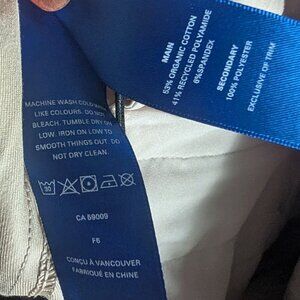 MACHINE WASH COLD WITH
LIKE COLOURS. DO NOT
BLEACH. TUMBLE DRY ON
LOW. IRON ON LOW TO
SMOOTH THINGS OUT. DO
NOT DRY CLEAN.
30
CA 59009
F6
CONÇU À VANCOUVER
FABRIQUÉ EN CHINE
MAIN
53% ORGANIC COTTON
41% RECYCLED POLYAMIDE
6% SPANDEX
SECONDARY
100% POLYESTER
EXCLUSIVE OF TRIM